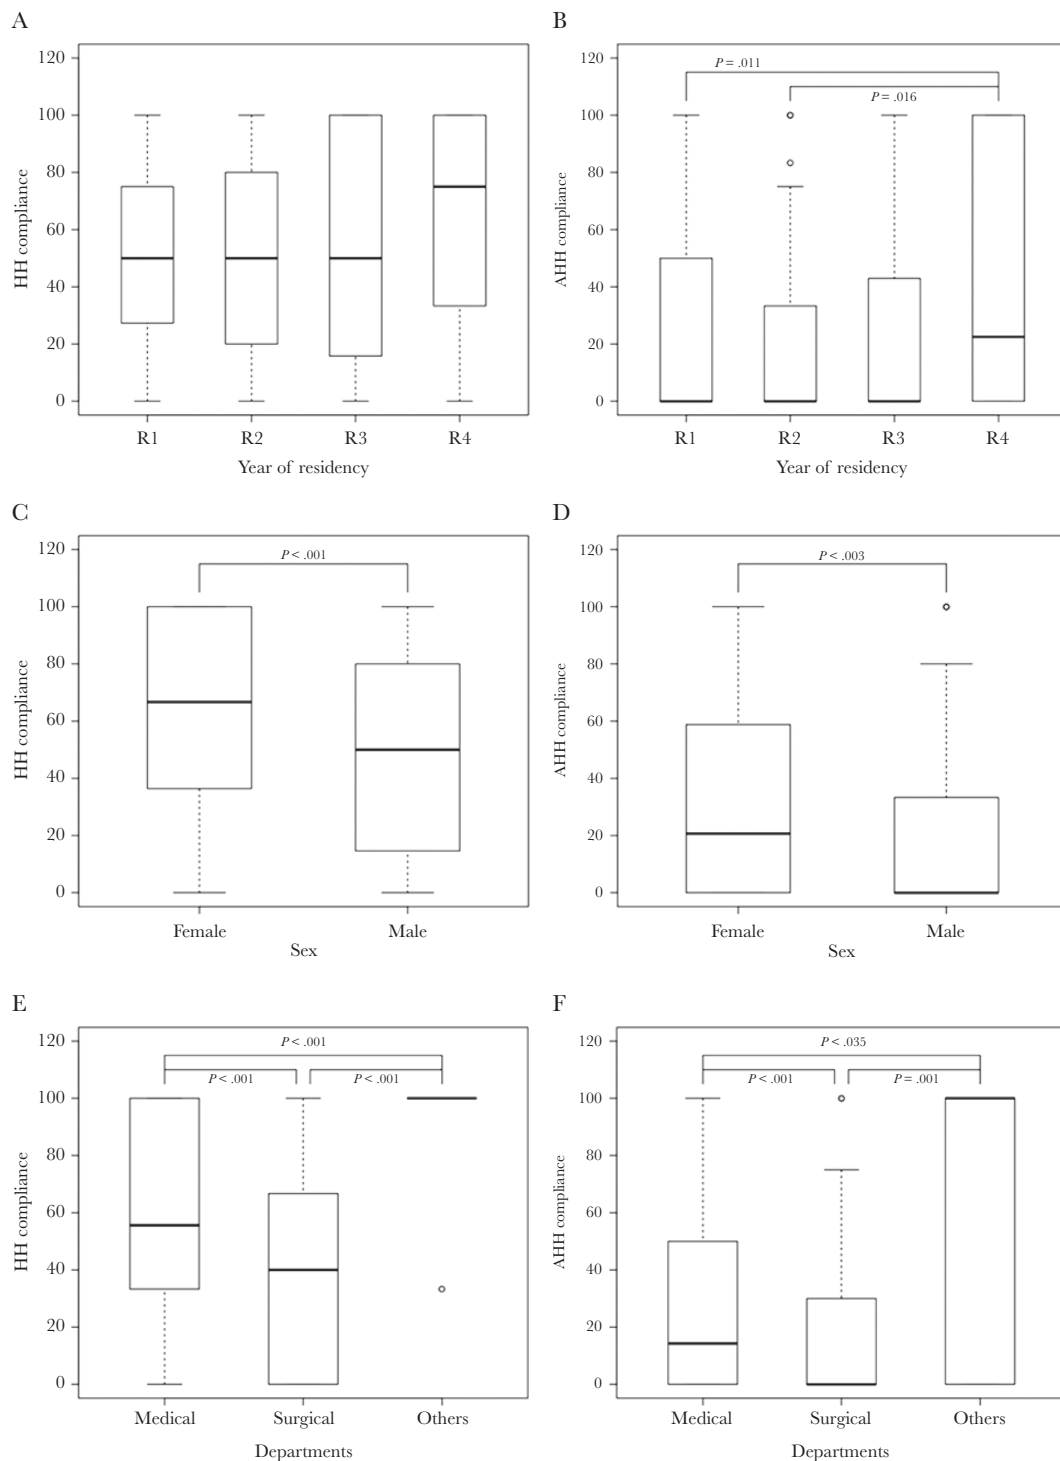 A
HH compliance
120
100
80
60
40
20
0
R1 R2 R3 R4
Year of residency
B
AHH compliance
120
100
80
60
40
20
0
P = .011
P = .016
R1 R2 R3 R4
Year of residency
C
HH compliance
120
100
80
60
40
20
0
P < .001
Female Male
Sex
D
AHH compliance
120
100
80
60
40
20
0
P < .003
Female Male
Sex
E
HH compliance
120
100
80
60
40
20
0
P < .001
P < .001 P < .001
Medical Surgical Others
Departments
F
AHH compliance
120
100
80
60
40
20
0
P < .035
P < .001 P = .001
Medical Surgical Others
Departments